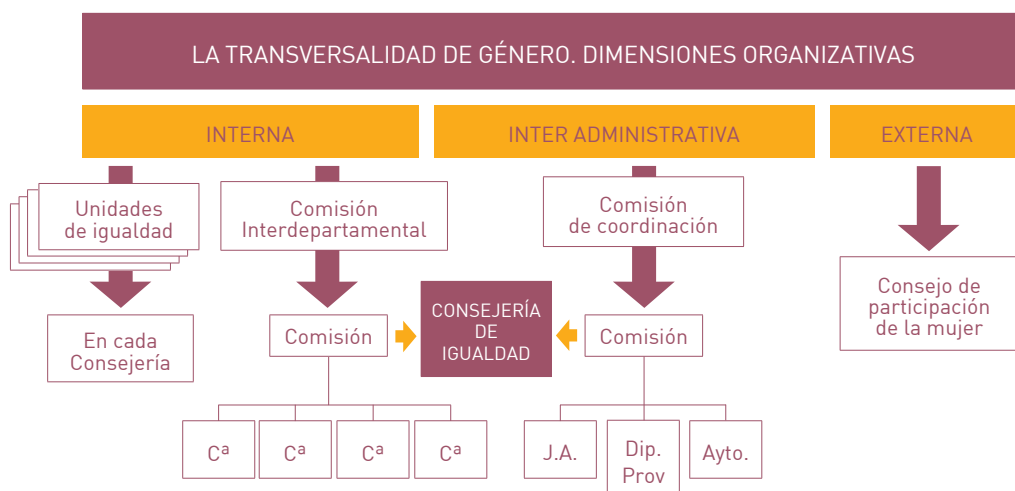 LA TRANSVERSALIDAD DE GÉNERO. DIMENSIONES ORGANIZATIVAS
INTERNA
INTER ADMINISTRATIVA
EXTERNA
Unidades
de igualdad
Comisión
Interdepartamental
Comisión
de coordinación
Consejo de
participación
de la mujer
En cada
Consejería
Comisión
CONSEJERÍA
DE
IGUALDAD
Comisión
Cª
Cª
Cª
Cª
J.A.
Dip.
Prov
Ayto.